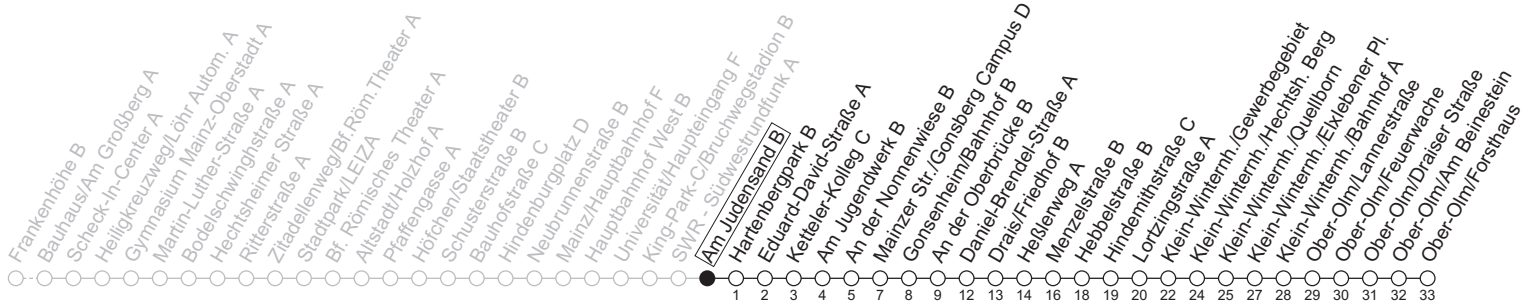 Frankenhöhe B
Bauhaus/Am Großberg A
Scheck-In-Center A
Heiligkreuzweg/Löhr Autom. A
Gymnasium Mainz-Oberstadt A
Martin-Luther-Straße A
Bodelschwinghstraße A
Hechtsheimer Straße A
Ritterstraße A
Zitadellenweg/Bf.Röm.Theater A
Stadtpark/LEIZA
Bf. Römisches Theater A
Altstadt/Holzhof A
Pfaffengasse A
Höfchen/Staatstheater B
Schusterstraße B
Bauhofstraße C
Hindenburgplatz D
Neubrunnenstraße B
Mainz/Hauptbahnhof F
Hauptbahnhof West B
Universität/Haupteingang F
King-Park-C/Bruchwegstadion B
SWR - Südwestrundfunk A
Am Judensand B
Hartenbergpark B
Eduard-David-Straße A
Ketteler-Kolleg C
Am Jugendwerk B
An der Nonnenwiese B
Mainzer Str./Gonsberg Campus D
Gonsenheim/Bahnhof B
An der Oberbrücke B
Daniel-Brendel-Straße A
Drais/Friedhof B
Heßlenweg A
Menzelstraße B
Hebbelstraße B
Hindemithstraße C
Lortzingstraße A
Klein-Winternh./Gewerbegebiet
Klein-Winternh./Hechtsh. Berg
Klein-Winternh./Quellborn
Klein-Winternh./Exlebener Pl.
Klein-Winternh./Bahnhof A
Ober-Olm/Lannerstraße
Ober-Olm/Feuerwache
Ober-Olm/Draiser Straße
Ober-Olm/Am Beinestein
Ober-Olm/Forsthaus
1 2 3 4 5 7 8 9 12 13 14 16 18 19 20 22 24 25 27 28 29 30 31 32 33